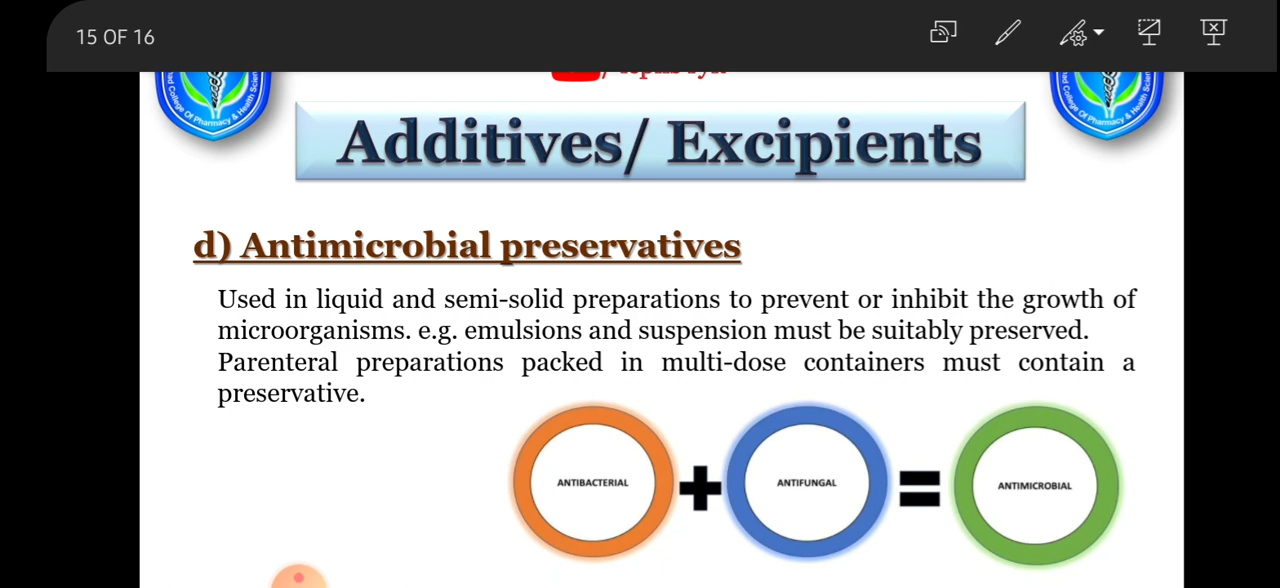 15 OF 16
Additives/ Excipients
d) Antimicrobial preservatives
Used in liquid and semi-solid preparations to prevent or inhibit the growth of
microorganisms. e.g. emulsions and suspension must be suitably preserved.
Parenteral preparations packed in multi-dose containers must contain a
preservative.
ANTIBACTERIAL + ANTIFUNGAL = ANTIMICROBIAL